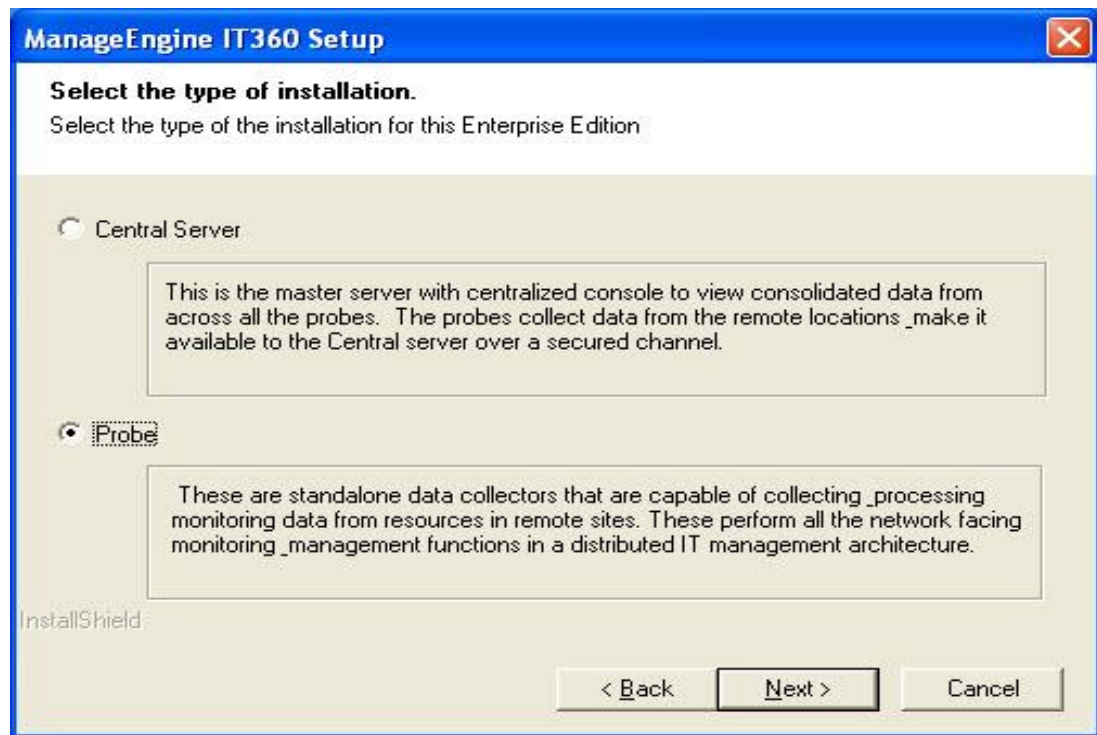 ManageEngine IT360 Setup
Select the type of installation.
Select the type of the installation for this Enterprise Edition
Central Server
This is the master server with centralized console to view consolidated data from
across all the probes.  The probes collect data from the remote locations _make it
available to the Central server over a secured channel.
Probe
These are standalone data collectors that are capable of collecting _processing
monitoring data from resources in remote sites. These perform all the network facing
monitoring _management functions in a distributed IT management architecture.
InstallShield
< Back
Next >
Cancel